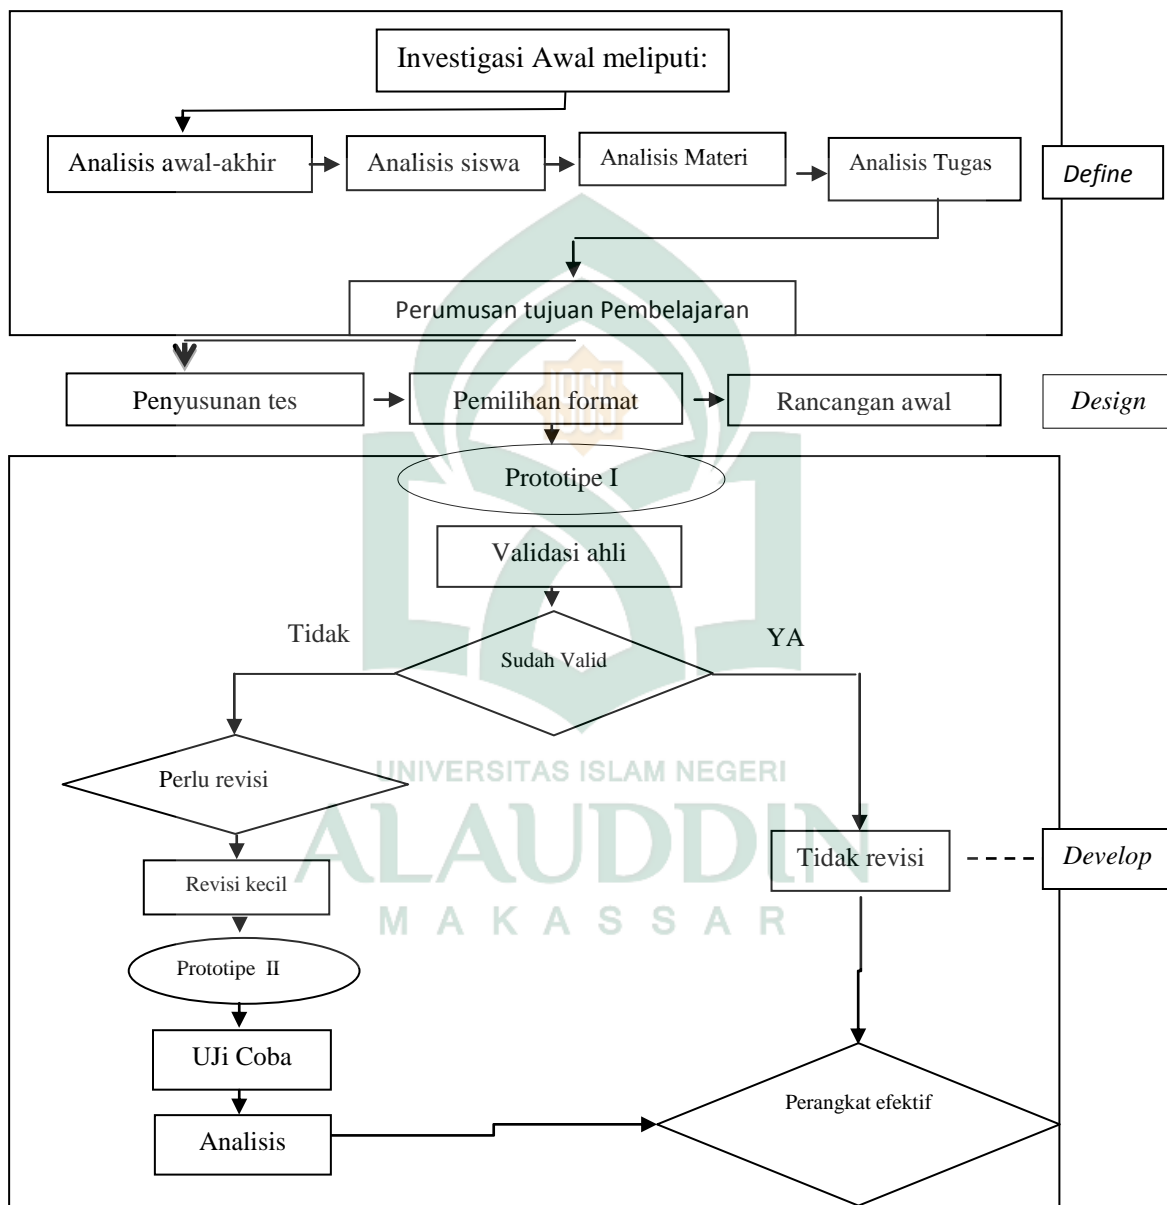 Investigasi Awal meliputi:
Analisis awal-akhir
Analisis siswa
Analisis Materi
Analisis Tugas
Define
Perumusan tujuan Pembelajaran
Penyusunan tes
Pemilihan format
Rancangan awal
Design
Prototipe I
Validasi ahli
Tidak
YA
Sudah Valid
Perlu revisi
UNIVERSITAS ISLAM NEGERI
ALAUDDIN
MAKASSAR
Tidak revisi
Develop
Revisi kecil
Prototipe II
UJi Coba
Perangkat efektif
Analisis